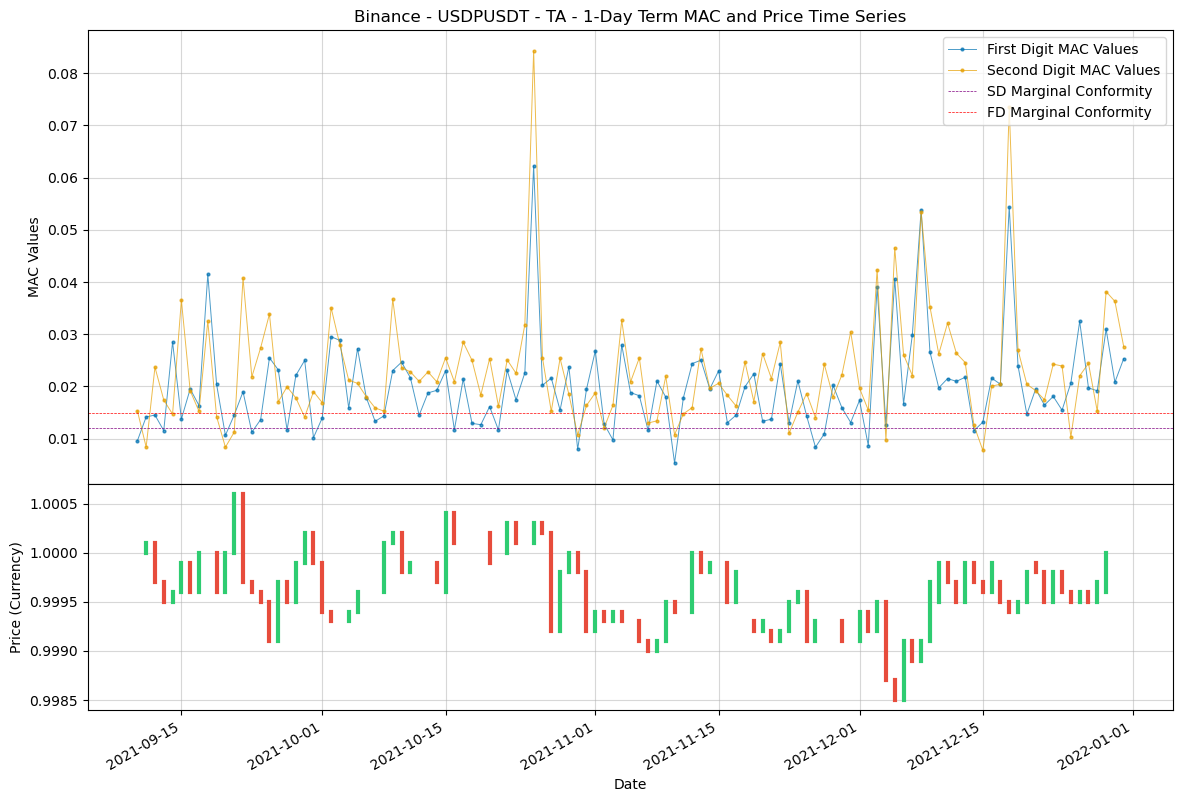 Binance - USDPUSDT - TA - 1-Day Term MAC and Price Time Series
First Digit MAC Values
Second Digit MAC Values
SD Marginal Conformity
FD Marginal Conformity
MAC Values
0.08
0.07
0.06
0.05
0.04
0.03
0.02
0.01
Price (Currency)
1.0005
1.0000
0.9995
0.9990
0.9985
2021-09-15
2021-10-01
2021-10-15
2021-11-01
2021-11-15
2021-12-01
2021-12-15
2022-01-01
Date